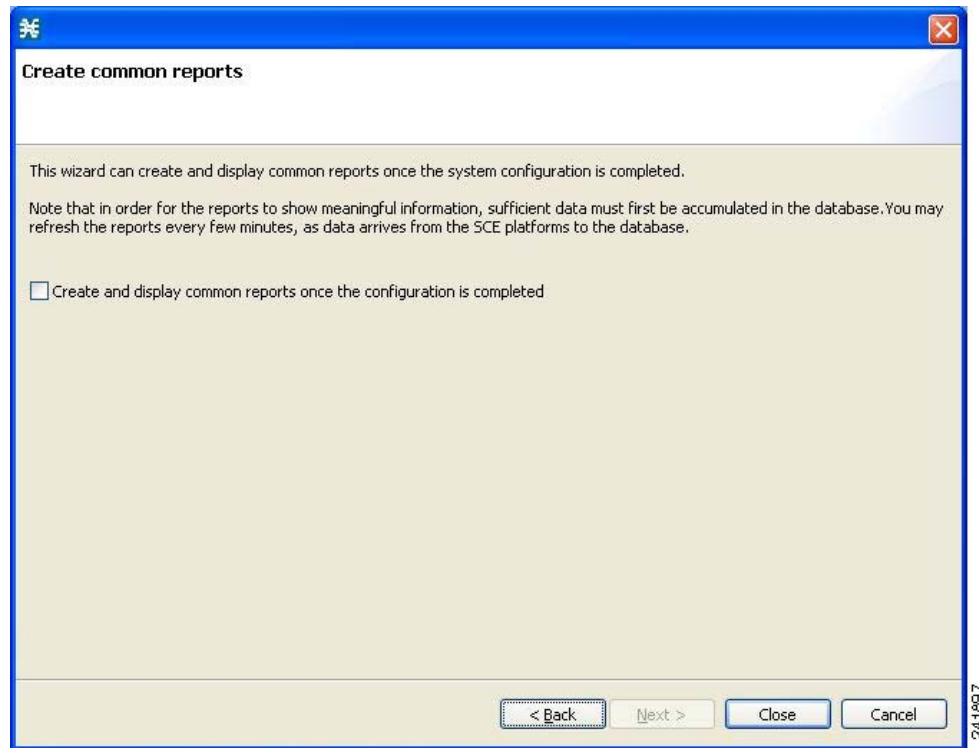 Create common reports
This wizard can create and display common reports once the system configuration is completed.
Note that in order for the reports to show meaningful information, sufficient data must first be accumulated in the database.You may
refresh the reports every few minutes, as data arrives from the SCE platforms to the database.
Create and display common reports once the configuration is completed
< Back
Next >
Close
Cancel
241897